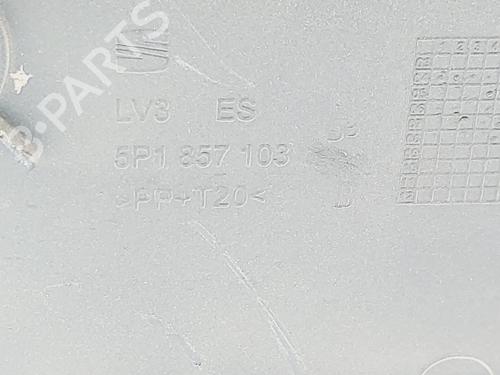 B-PARTS
LV3 ES
5P1 857 103
>PP+T20<
D